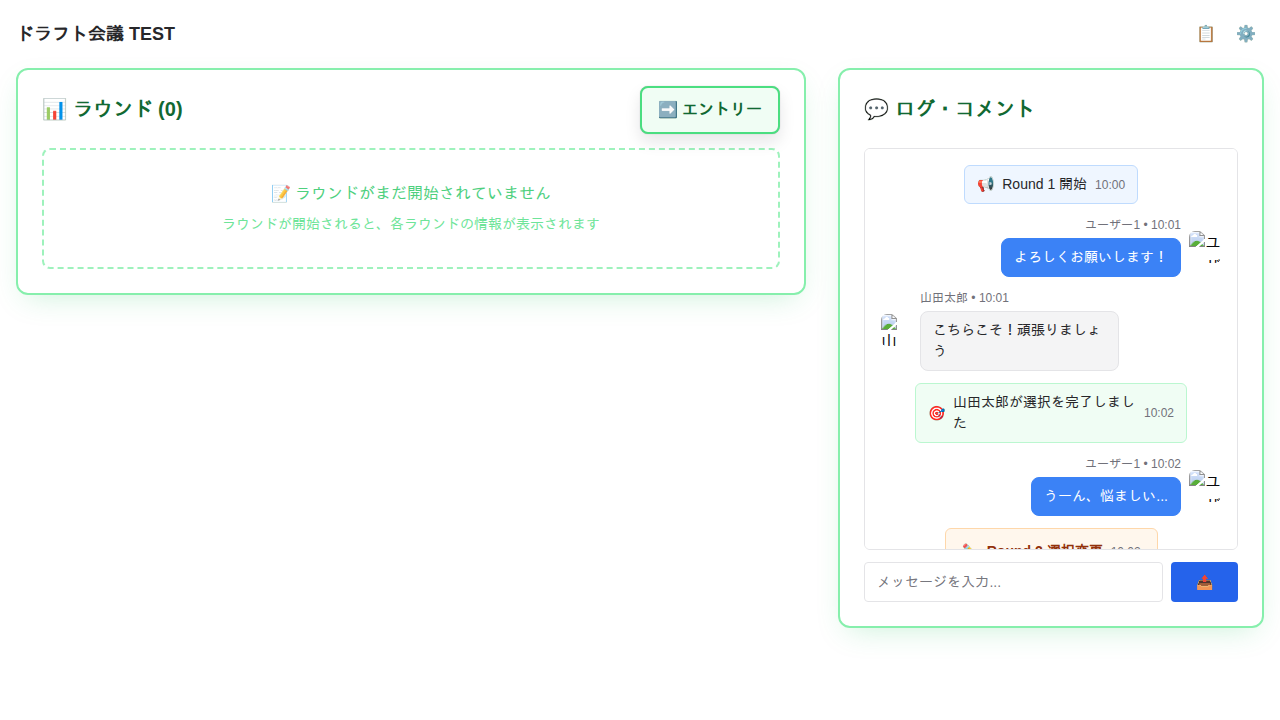 ドラフト会議 TEST
📋 ⚙️
📊 ラウンド (0)
➡️ エントリー
📝 ラウンドがまだ開始されていません
ラウンドが開始されると、各ラウンドの情報が表示されます
💬 ログ・コメント
📢 Round 1 開始 10:00
ユーザー1 • 10:01
よろしくお願いします！
山田太郎 • 10:01
こちらこそ！頑張りましょ
う
🎯 山田太郎が選択を完了しまし
た
10:02
ユーザー1 • 10:02
うーん、悩ましい...
メッセージを入力...